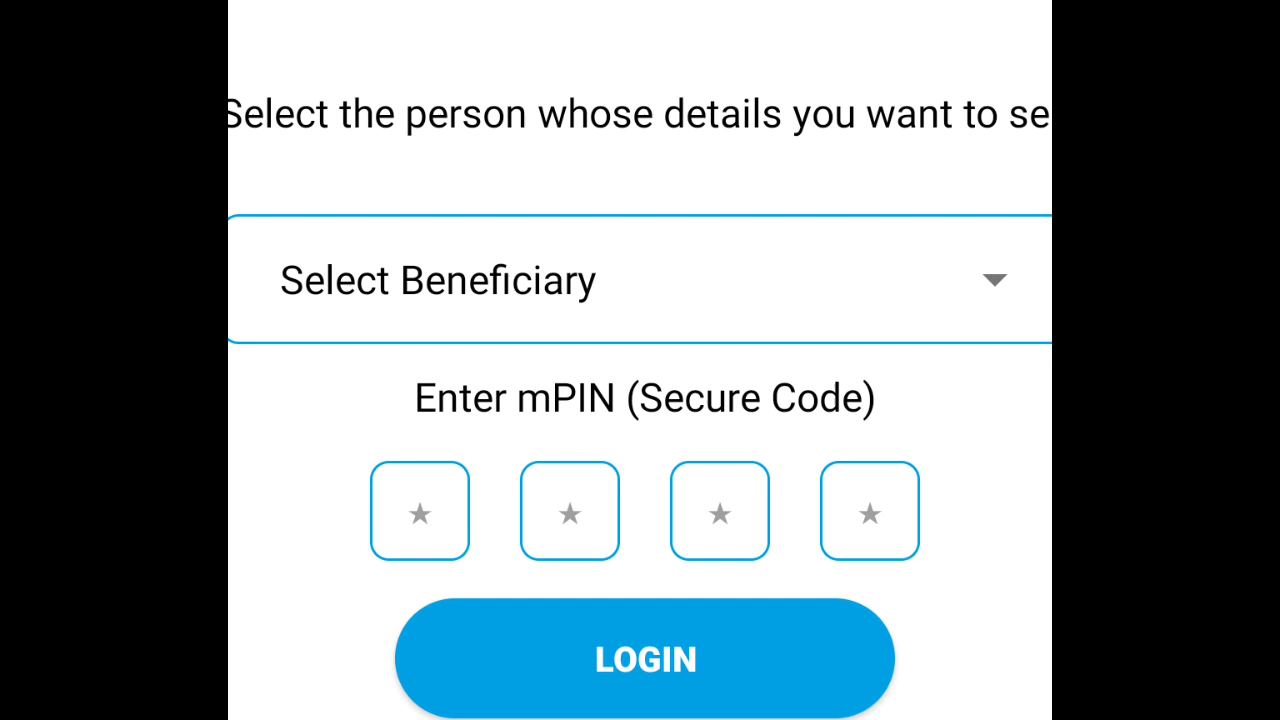 Select the person whose details you want to se
Select Beneficiary
Enter mPIN (Secure Code)
LOGIN